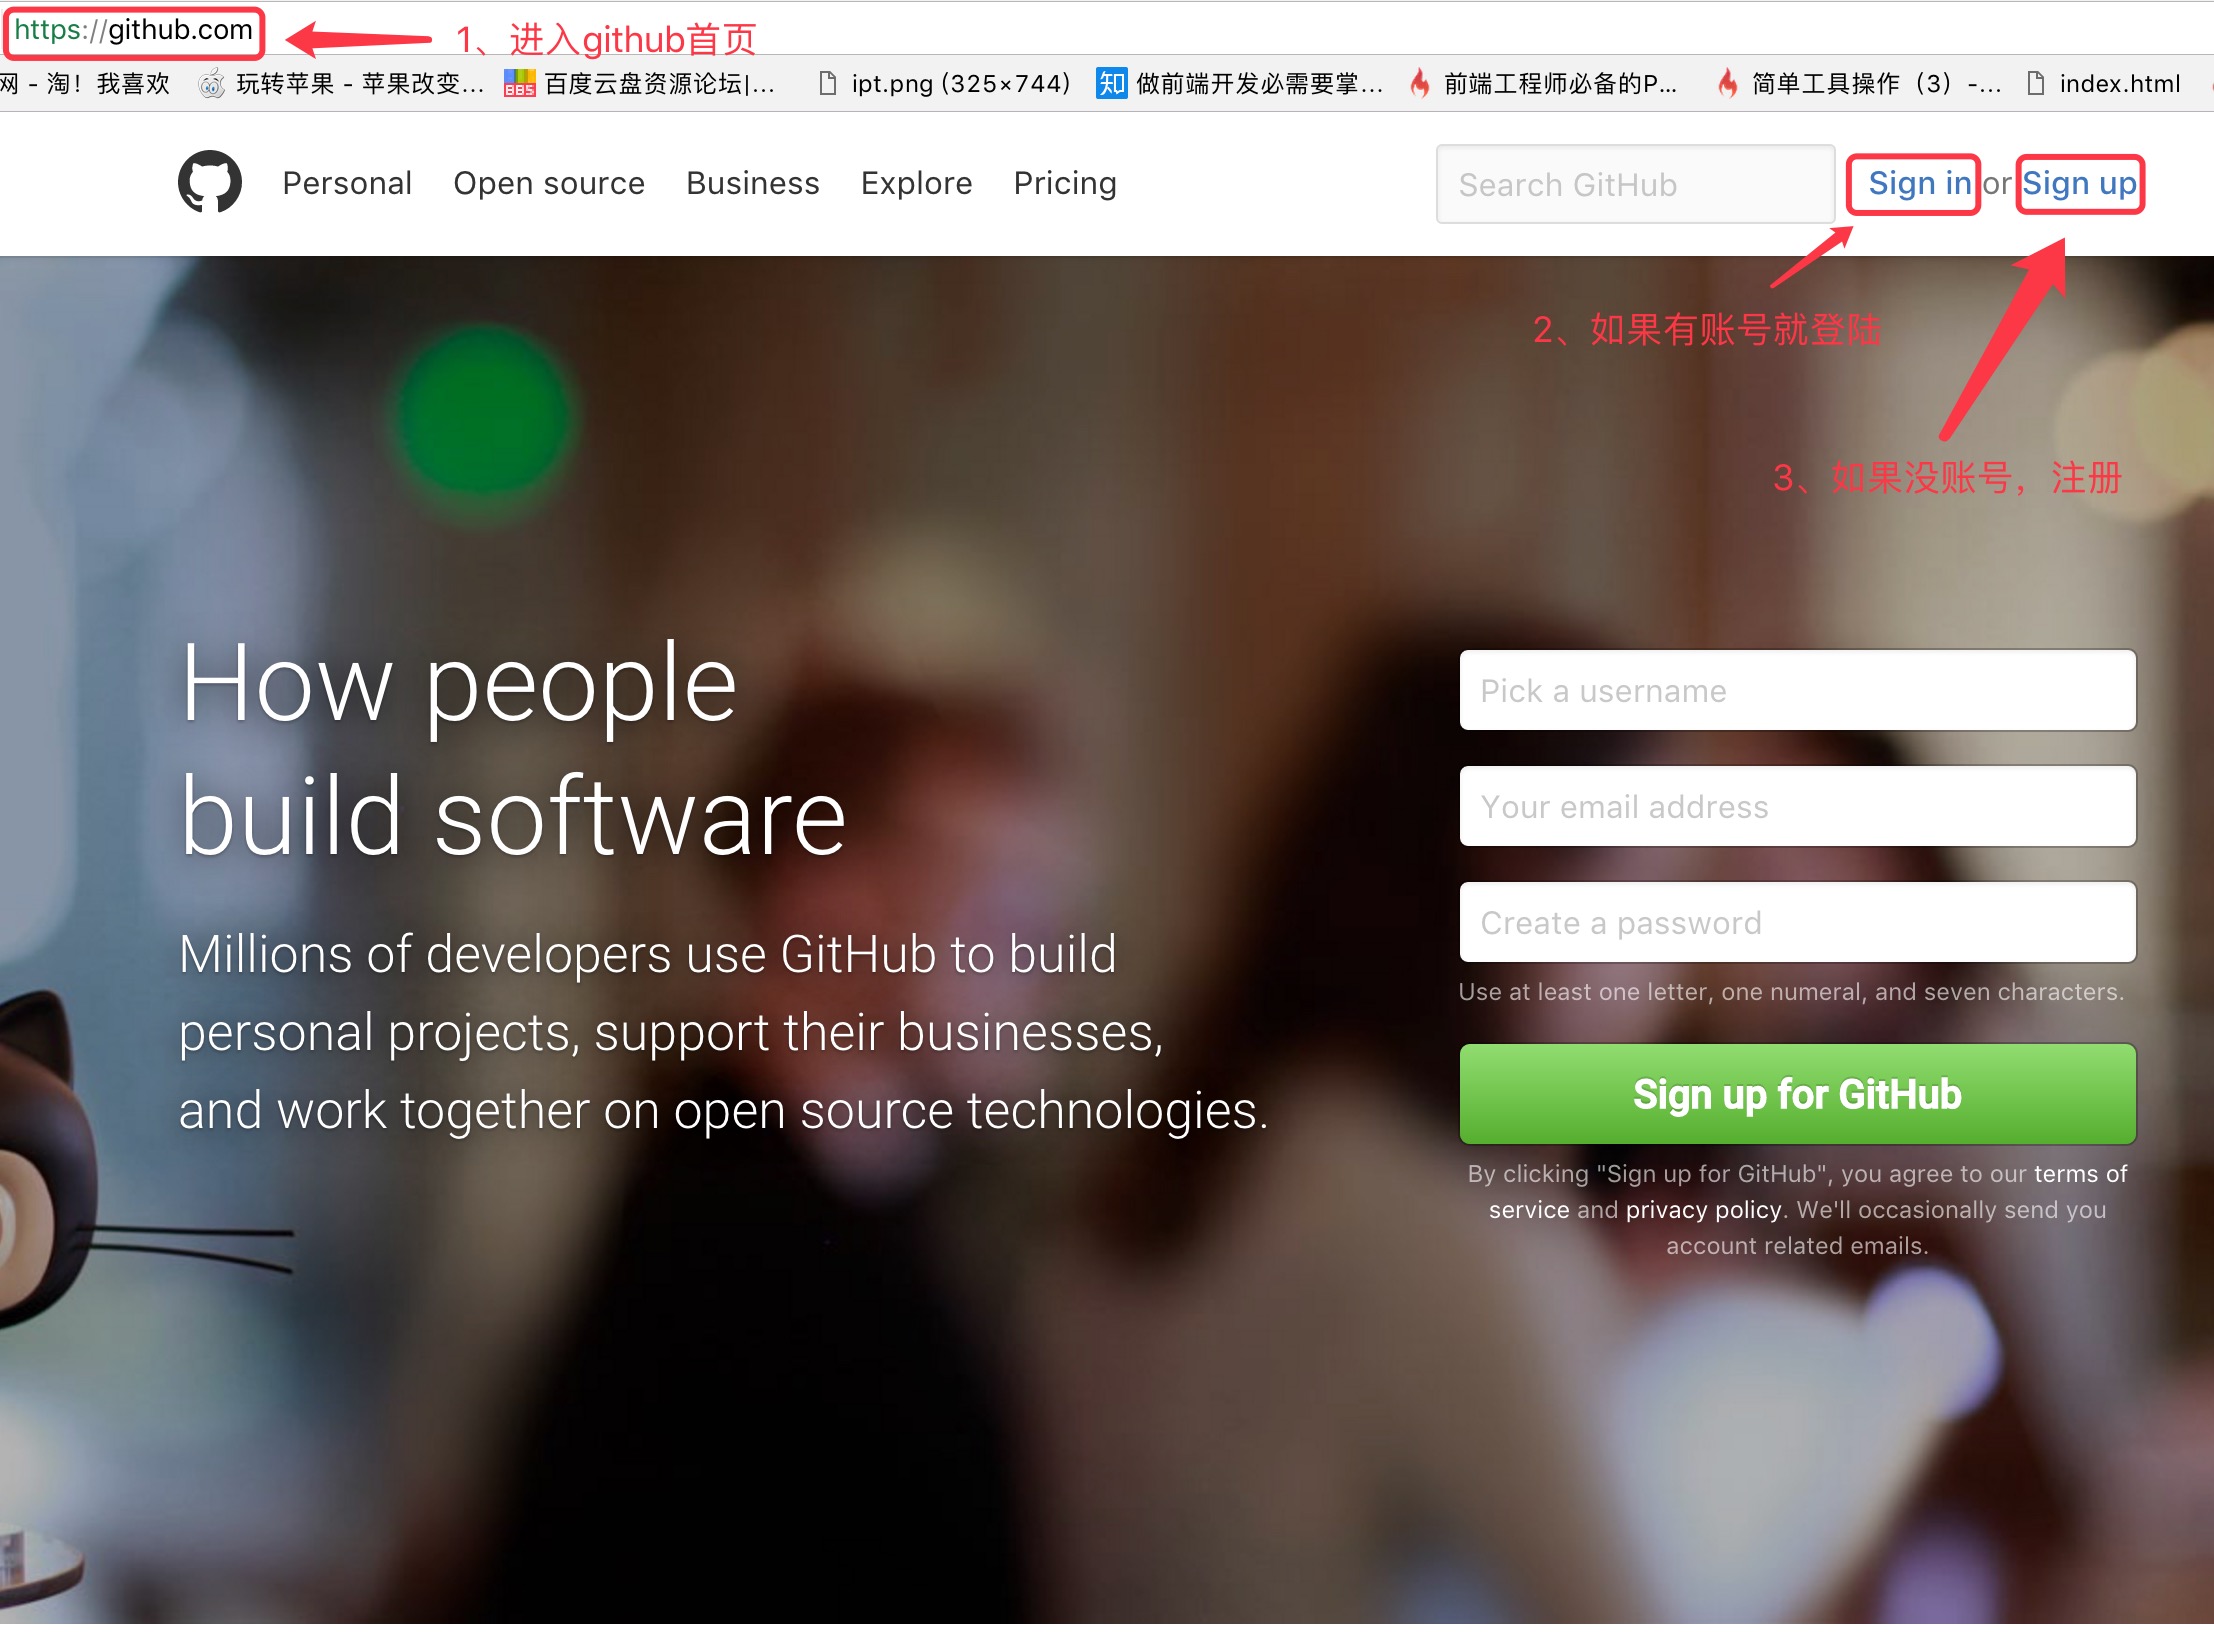 https://github.com
1、进入github首页
网 - 淘！我喜欢 玩转苹果 - 苹果改变... 百度云盘资源论坛|... ipt.png (325×744) 知 做前端开发必需要掌... 前端工程师必备的P... 简单工具操作（3）-... index.html
Personal Open source Business Explore Pricing Search GitHub Sign in or Sign up
2、如果有账号就登陆
3、如果没账号，注册
How people
build software
Millions of developers use GitHub to build
personal projects, support their businesses,
and work together on open source technologies.
Pick a username
Your email address
Create a password
Use at least one letter, one numeral, and seven characters.
Sign up for GitHub
By clicking "Sign up for GitHub", you agree to our terms of
service and privacy policy. We'll occasionally send you
account related emails.